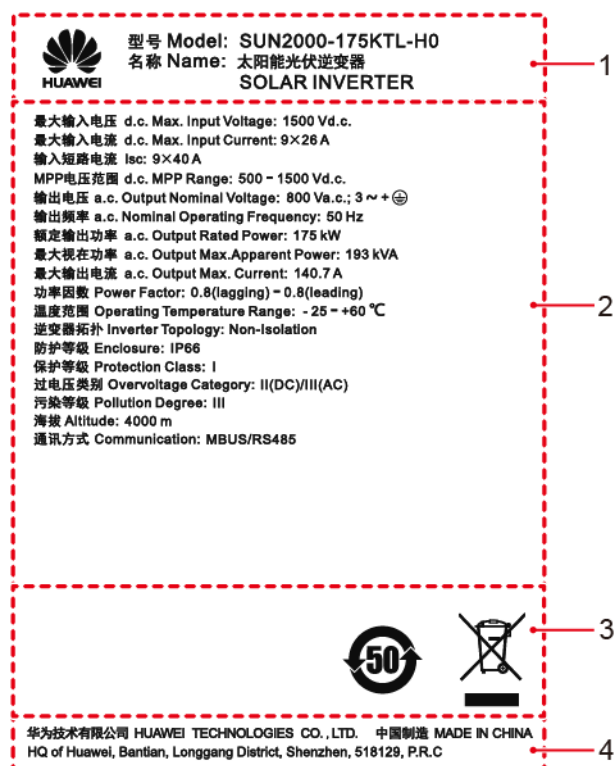 HUAWEI
型号 Model: SUN2000-175KTL-H0
名称 Name: 太阳能光伏逆变器
SOLAR INVERTER
1
最大输入电压 d.c. Max. Input Voltage: 1500 Vd.c.
最大输入电流 d.c. Max. Input Current: 9×26 A
输入短路电流 Isc: 9×40 A
MPP电压范围 d.c. MPP Range: 500 - 1500 Vd.c.
输出电压 a.c. Output Nominal Voltage: 800 Va.c.; 3 ~ + ⏚
输出频率 a.c. Nominal Operating Frequency: 50 Hz
额定输出功率 a.c. Output Rated Power: 175 kW
最大视在功率 a.c. Output Max.Apparent Power: 193 kVA
最大输出电流 a.c. Output Max. Current: 140.7 A
功率因数 Power Factor: 0.8(lagging) - 0.8(leading)
温度范围 Operating Temperature Range: - 25 - +60 ℃
逆变器拓扑 Inverter Topology: Non-Isolation
防护等级 Enclosure: IP66
保护等级 Protection Class: I
过电压类别 Overvoltage Category: II(DC)/III(AC)
污染等级 Pollution Degree: III
海拔 Altitude: 4000 m
通讯方式 Communication: MBUS/RS485
2
50
3
华为技术有限公司 HUAWEI TECHNOLOGIES CO., LTD. 中国制造 MADE IN CHINA
HQ of Huawei, Bantian, Longgang District, Shenzhen, 518129, P.R.C
4